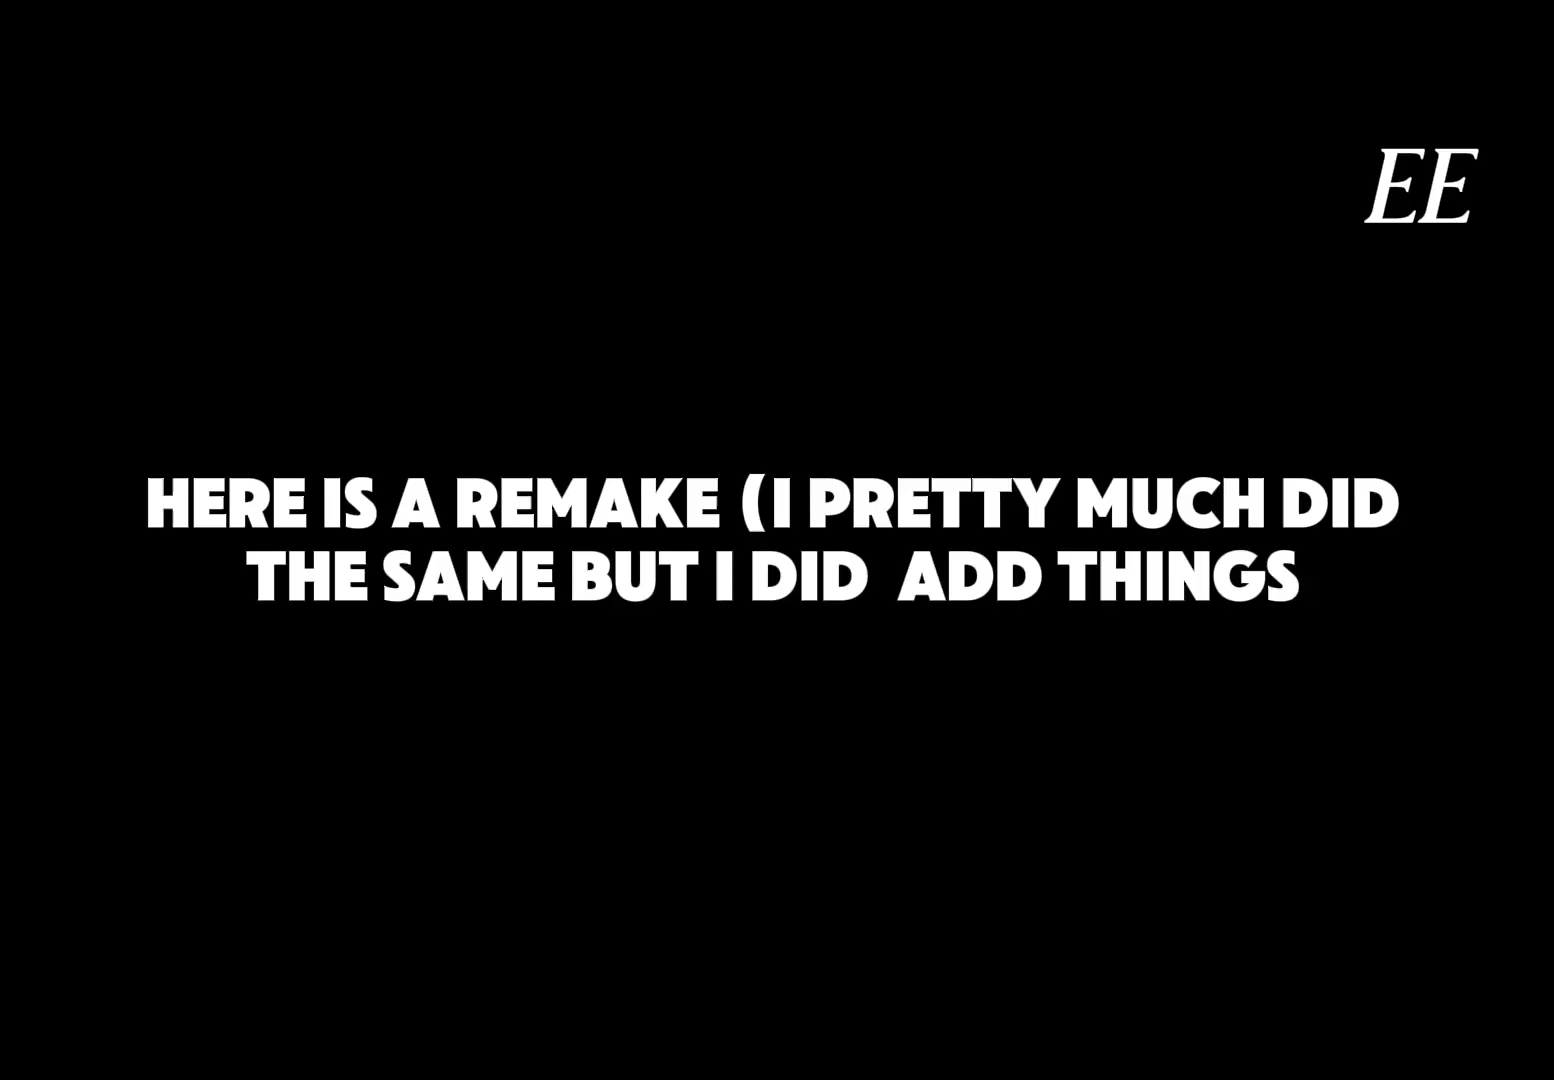 EE
HERE IS A REMAKE (I PRETTY MUCH DID
THE SAME BUT I DID  ADD THINGS